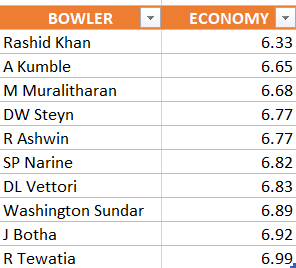 BOWLER ECONOMY
Rashid Khan 6.33
A Kumble 6.65
M Muralitharan 6.68
DW Steyn 6.77
R Ashwin 6.77
SP Narine 6.82
DL Vettori 6.83
Washington Sundar 6.89
J Botha 6.92
R Tewatia 6.99